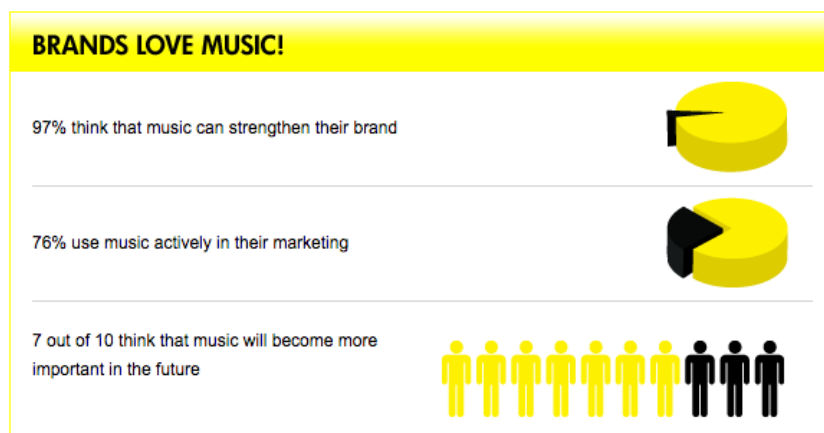 BRANDS LOVE MUSIC!
97% think that music can strengthen their brand
76% use music actively in their marketing
7 out of 10 think that music will become more
important in the future